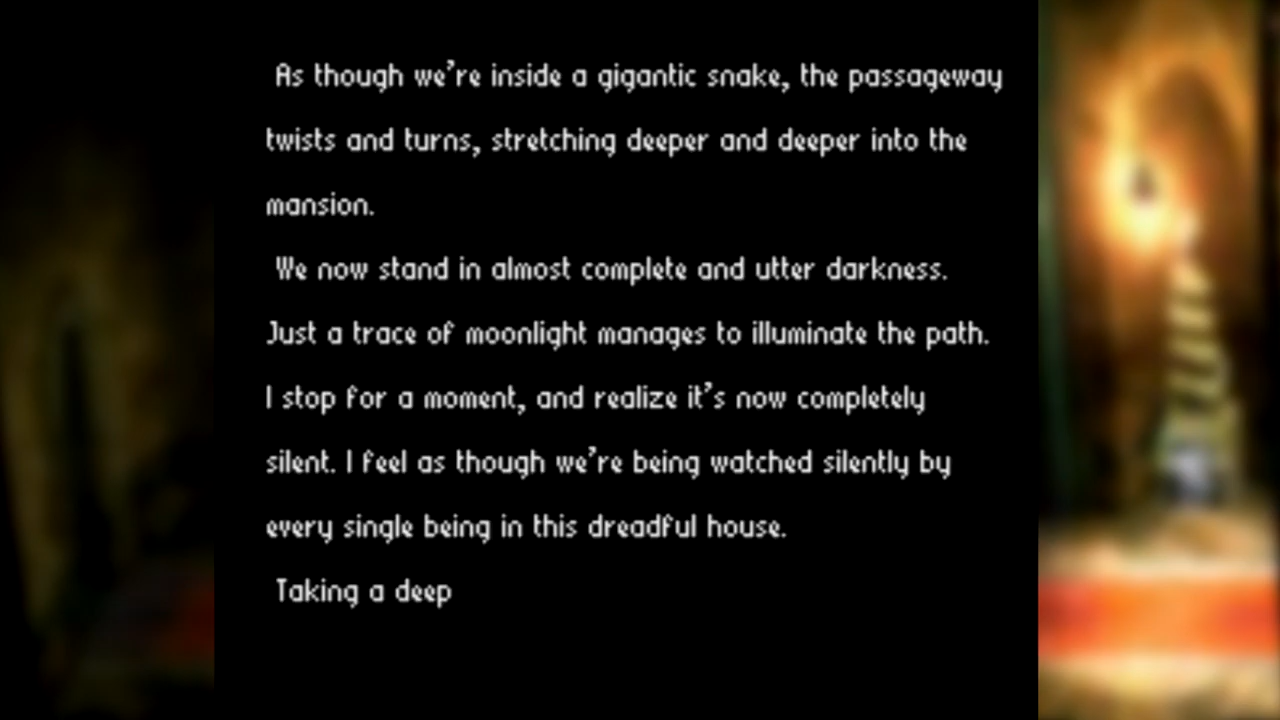 As though we're inside a gigantic snake, the passageway
twists and turns, stretching deeper and deeper into the
mansion.
We now stand in almost complete and utter darkness.
Just a trace of moonlight manages to illuminate the path.
I stop for a moment, and realize it's now completely
silent. I feel as though we're being watched silently by
every single being in this dreadful house.
Taking a deep